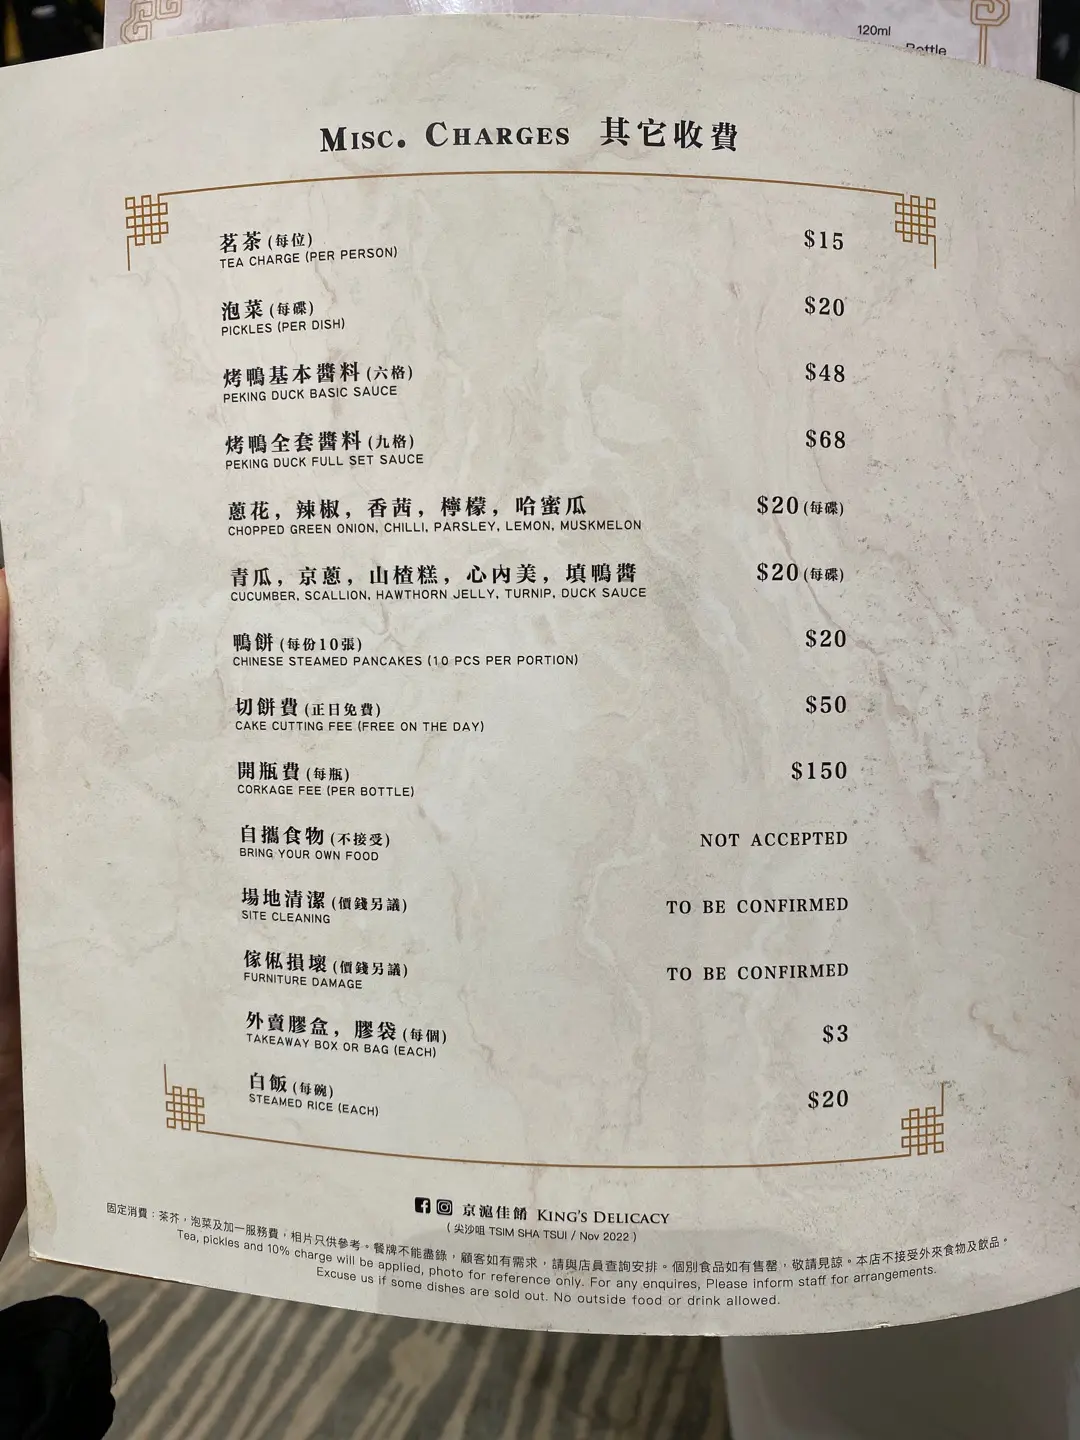 120ml
Bottle
MISC. CHARGES 其它收費
茗茶 (每位) $15
TEA CHARGE (PER PERSON)
泡菜 (每碟) $20
PICKLES (PER DISH)
烤鴨基本醬料 (六格) $48
PEKING DUCK BASIC SAUCE
烤鴨全套醬料 (九格) $68
PEKING DUCK FULL SET SAUCE
蔥花，辣椒，香茜，檸檬，哈蜜瓜 $20 (每碟)
CHOPPED GREEN ONION, CHILLI, PARSLEY, LEMON, MUSKMELON
青瓜，京蔥，山楂糕，心內美，填鴨醬 $20 (每碟)
CUCUMBER, SCALLION, HAWTHORN JELLY, TURNIP, DUCK SAUCE
鴨餅 (每份10張) $20
CHINESE STEAMED PANCAKES (10 PCS PER PORTION)
切餅費 (正日免費) $50
CAKE CUTTING FEE (FREE ON THE DAY)
開瓶費 (每瓶) $150
CORKAGE FEE (PER BOTTLE)
自攜食物 (不接受) NOT ACCEPTED
BRING YOUR OWN FOOD
場地清潔 (價錢另議) TO BE CONFIRMED
SITE CLEANING
傢俬損壞 (價錢另議) TO BE CONFIRMED
FURNITURE DAMAGE
外賣膠盒，膠袋 (每個) $3
TAKEAWAY BOX OR BAG (EACH)
白飯 (每碗) $20
STEAMED RICE (EACH)
京滬佳餚 KING'S DELICACY
( 尖沙咀 TSIM SHA TSUI / Nov 2022 )
固定消費：茶芥，泡菜及加一服務費，相片只供參考。餐牌不能盡錄，顧客如有需求，請與店員查詢安排。個別食品如有售罄，敬請見諒。本店不接受外來食物及飲品。
Tea, pickles and 10% charge will be applied, photo for reference only. For any enquires, Please inform staff for arrangements.
Excuse us if some dishes are sold out. No outside food or drink allowed.